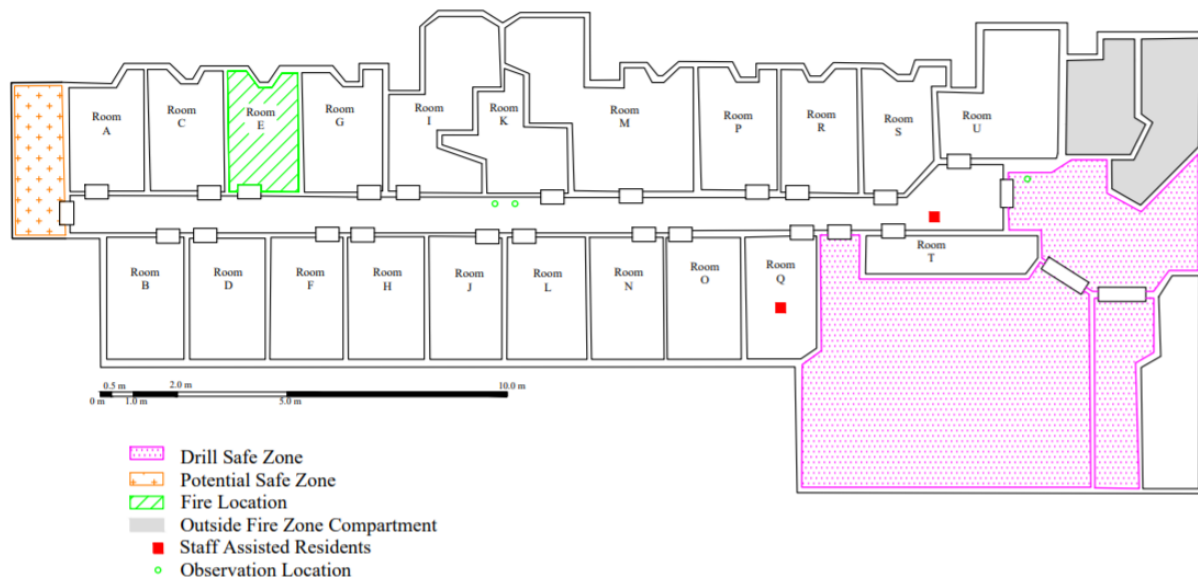 Room
A
Room
C
Room
E
Room
G
Room
I
Room
K
Room
M
Room
P
Room
R
Room
S
Room
U
Room
B
Room
D
Room
F
Room
H
Room
J
Room
L
Room
N
Room
O
Room
Q
Room
T
0.5 m 2.0 m 10.0 m
0 m 1.0 m 5.0 m
Drill Safe Zone
Potential Safe Zone
Fire Location
Outside Fire Zone Compartment
Staff Assisted Residents
Observation Location